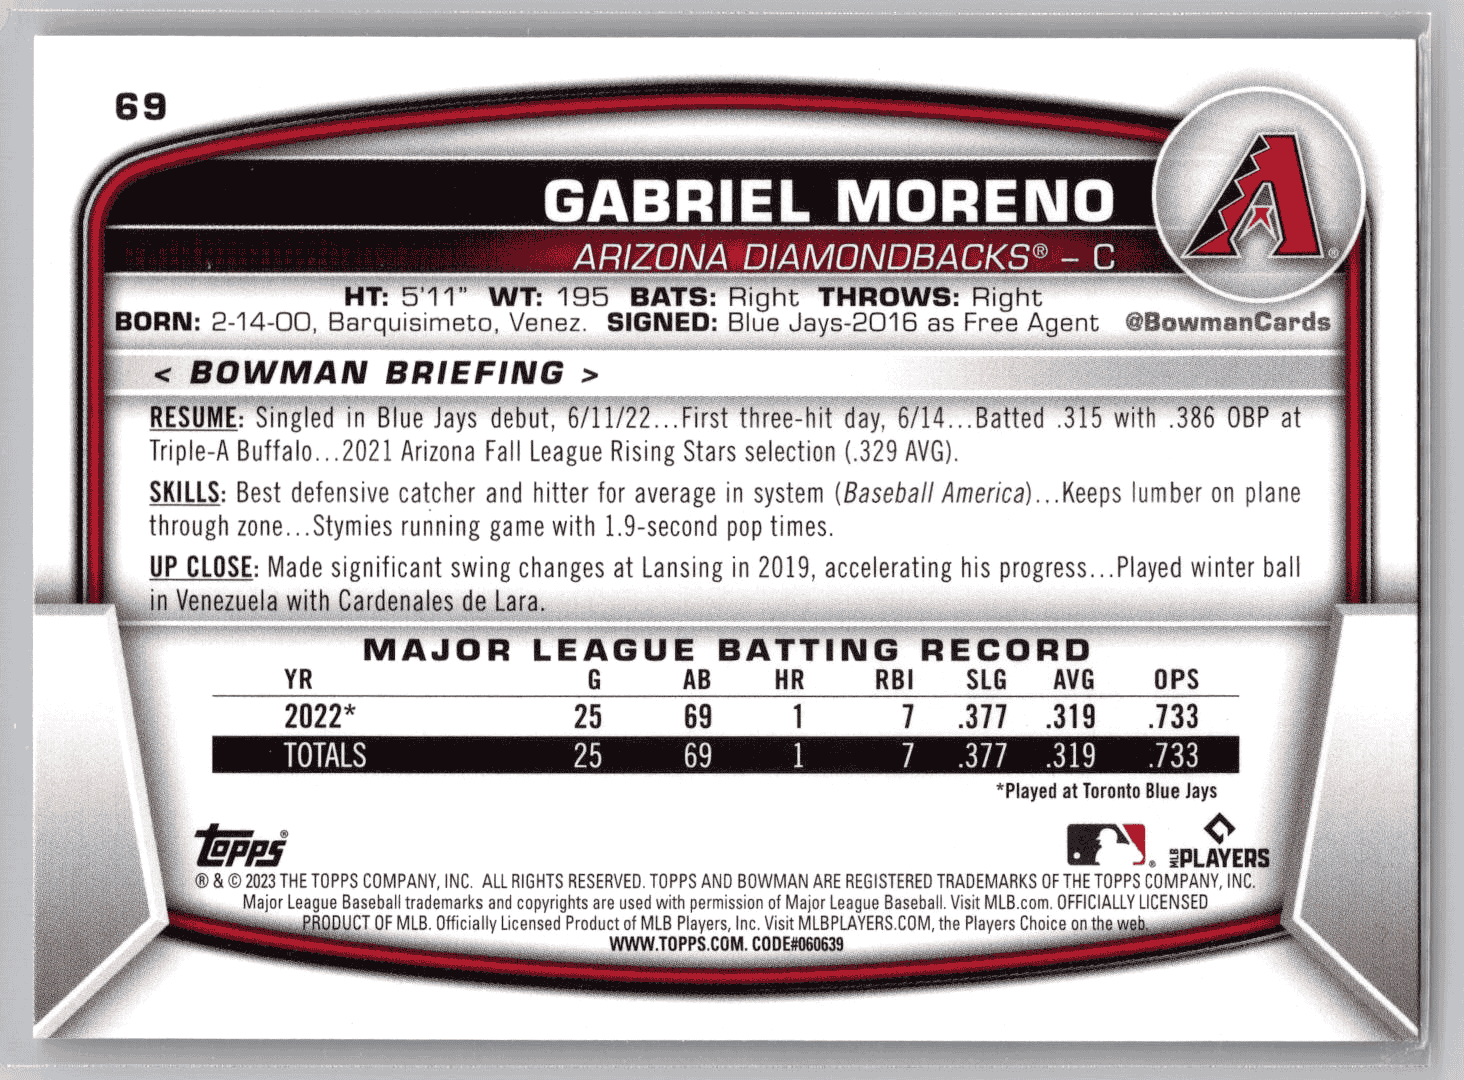 69
GABRIEL MORENO
ARIZONA DIAMONDBACKS® – C
HT: 5'11" WT: 195 BATS: Right THROWS: Right
BORN: 2-14-00, Barquisimeto, Venez. SIGNED: Blue Jays-2016 as Free Agent @BowmanCards
< BOWMAN BRIEFING >
RESUME: Singled in Blue Jays debut, 6/11/22...First three-hit day, 6/14...Batted .315 with .386 OBP at
Triple-A Buffalo...2021 Arizona Fall League Rising Stars selection (.329 AVG).
SKILLS: Best defensive catcher and hitter for average in system (Baseball America)...Keeps lumber on plane
through zone...Stymies running game with 1.9-second pop times.
UP CLOSE: Made significant swing changes at Lansing in 2019, accelerating his progress...Played winter ball
in Venezuela with Cardenales de Lara.
MAJOR LEAGUE BATTING RECORD
YR G AB HR RBI SLG AVG OPS
2022* 25 69 1 7 .377 .319 .733
TOTALS 25 69 1 7 .377 .319 .733
*Played at Toronto Blue Jays
Topps®
MLB PLAYERS
® & © 2023 THE TOPPS COMPANY, INC. ALL RIGHTS RESERVED. TOPPS AND BOWMAN ARE REGISTERED TRADEMARKS OF THE TOPPS COMPANY, INC.
Major League Baseball trademarks and copyrights are used with permission of Major League Baseball. Visit MLB.com. OFFICIALLY LICENSED
PRODUCT OF MLB. Officially Licensed Product of MLB Players, Inc. Visit MLBPLAYERS.COM, the Players Choice on the web.
WWW.TOPPS.COM. CODE#060639